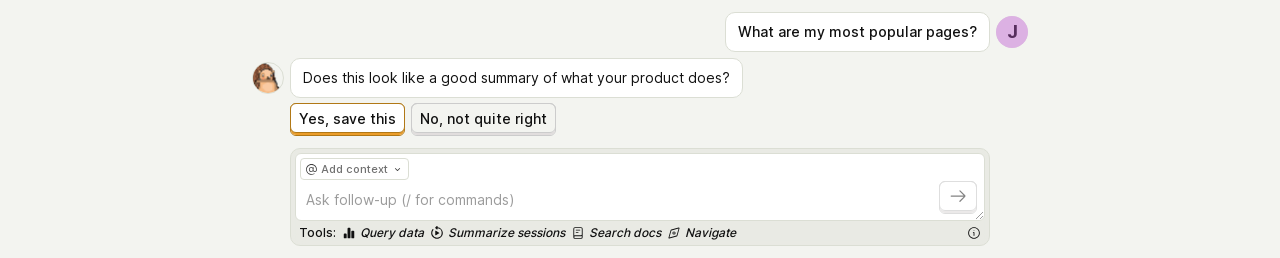 What are my most popular pages?
J
Does this look like a good summary of what your product does?
Yes, save this
No, not quite right
@ Add context
Ask follow-up (/ for commands)
Tools: Query data Summarize sessions Search docs Navigate